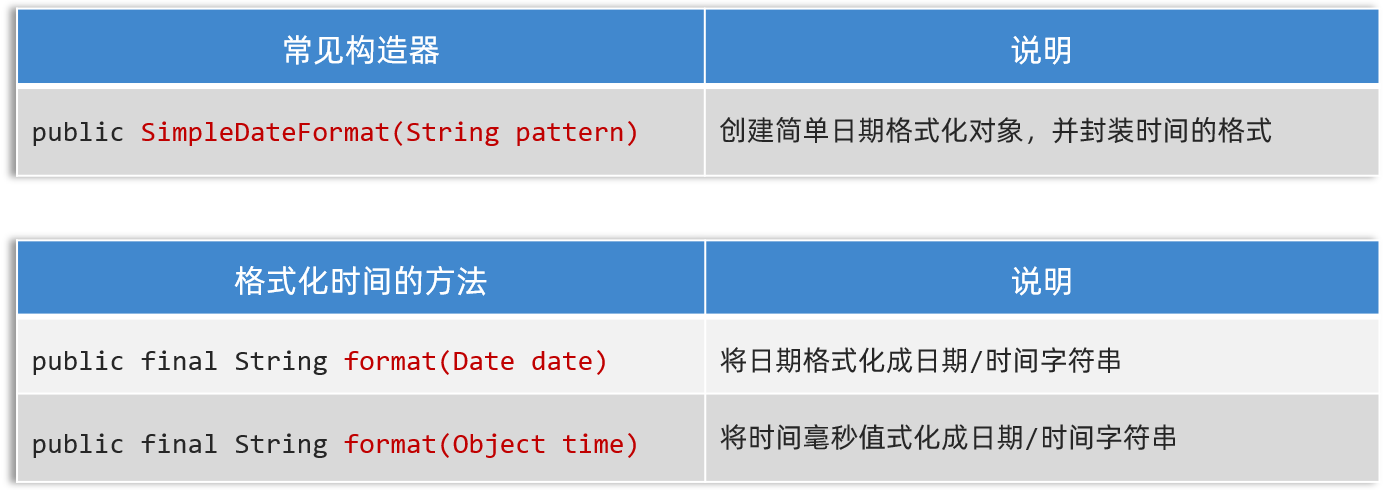 常见构造器 说明
public SimpleDateFormat(String pattern) 创建简单日期格式化对象，并封装时间的格式
格式化时间的方法 说明
public final String format(Date date) 将日期格式化成日期/时间字符串
public final String format(Object time) 将时间毫秒值式化成日期/时间字符串